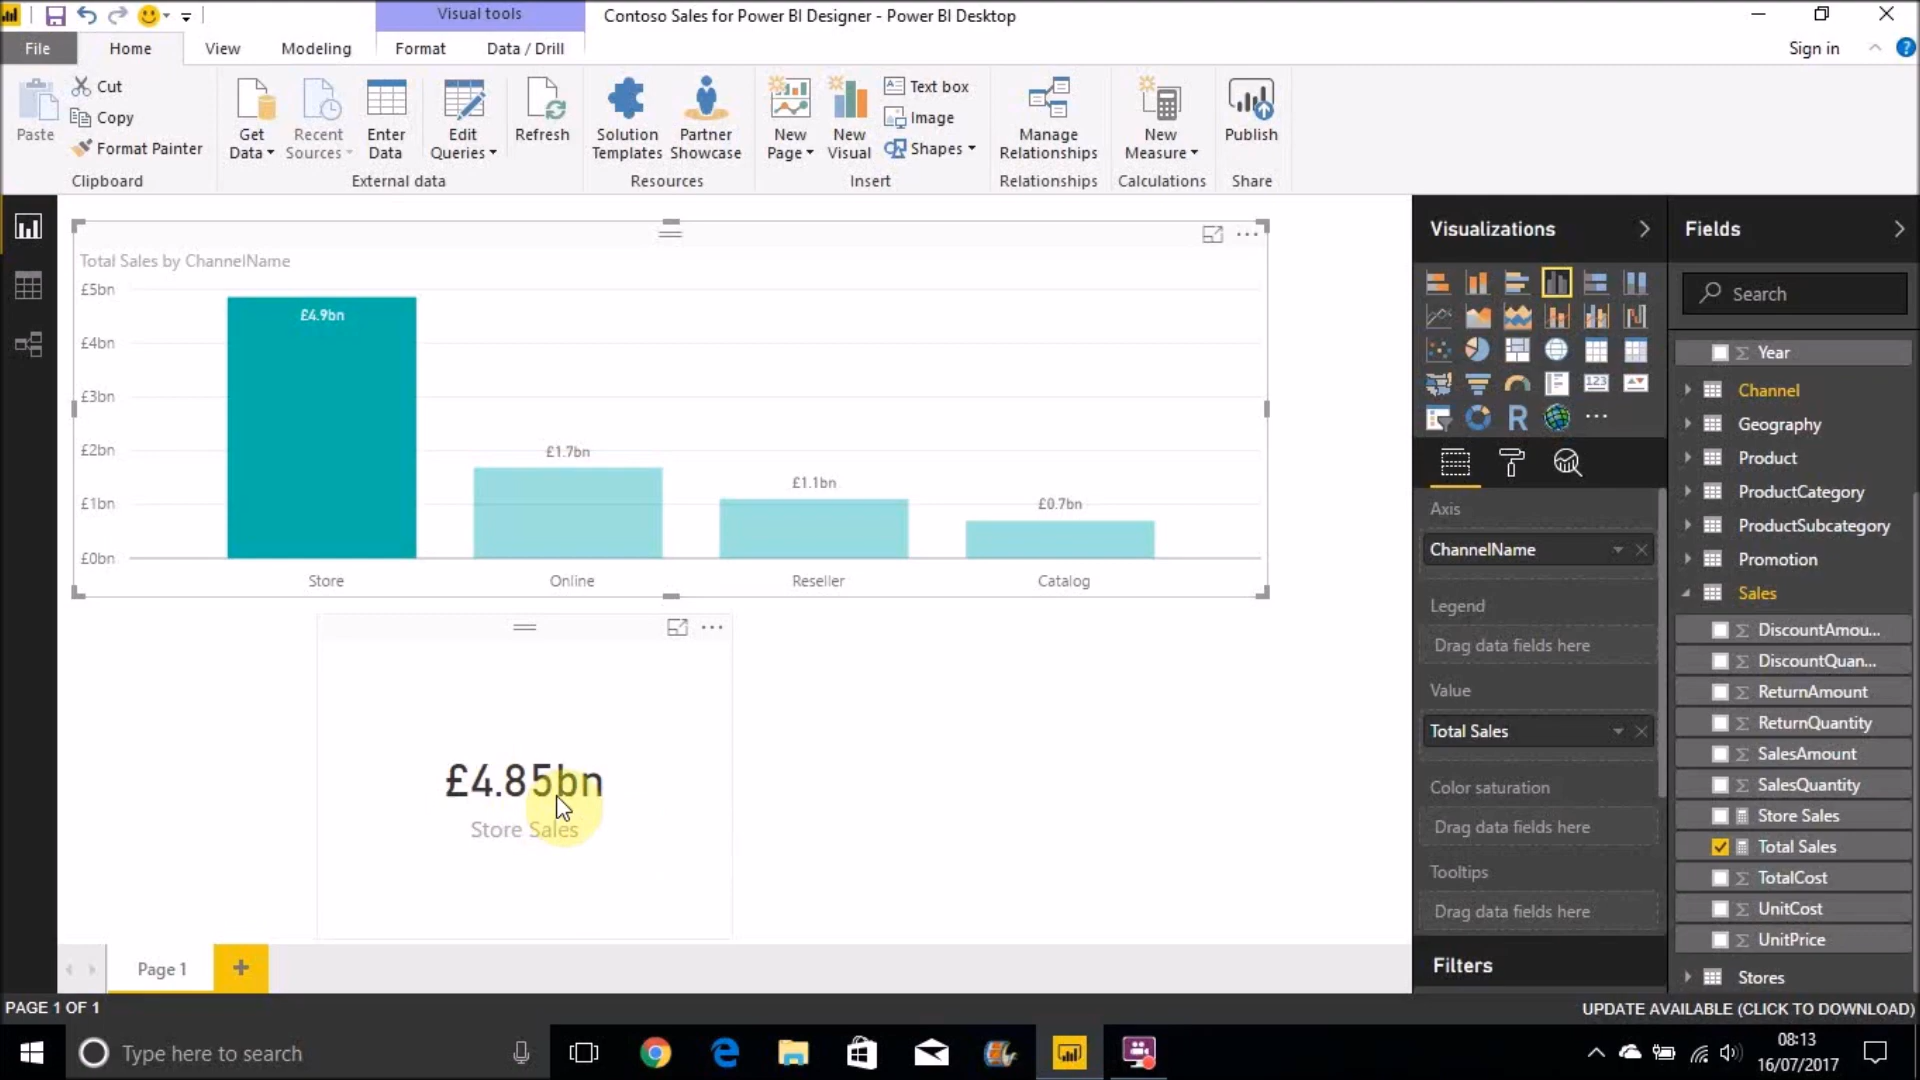 Visual tools
Contoso Sales for Power BI Designer - Power BI Desktop
File
Home
View
Modeling
Format
Data / Drill
Sign in
?
Paste
Cut
Copy
Format Painter
Clipboard
Get
Data
Recent
Sources
Enter
Data
Edit
Queries
Refresh
External data
Solution
Templates
Partner
Showcase
Resources
New
Page
New
Visual
Text box
Image
Shapes
Insert
Manage
Relationships
Relationships
New
Measure
Calculations
Publish
Share
Total Sales by ChannelName
£5bn
£4bn
£3bn
£2bn
£1bn
£0bn
£4.9bn
£1.7bn
£1.1bn
£0.7bn
Store
Online
Reseller
Catalog
£4.85bn
Store Sales
Visualizations
R
123
Axis
ChannelName
Legend
Drag data fields here
Value
Total Sales
Color saturation
Drag data fields here
Tooltips
Drag data fields here
Filters
Fields
Search
Year
Channel
Geography
Product
ProductCategory
ProductSubcategory
Promotion
Sales
DiscountAmou...
DiscountQuan...
ReturnAmount
ReturnQuantity
SalesAmount
SalesQuantity
Store Sales
Total Sales
TotalCost
UnitCost
UnitPrice
Stores
Page 1
PAGE 1 OF 1
UPDATE AVAILABLE (CLICK TO DOWNLOAD)
Type here to search
08:13
16/07/2017